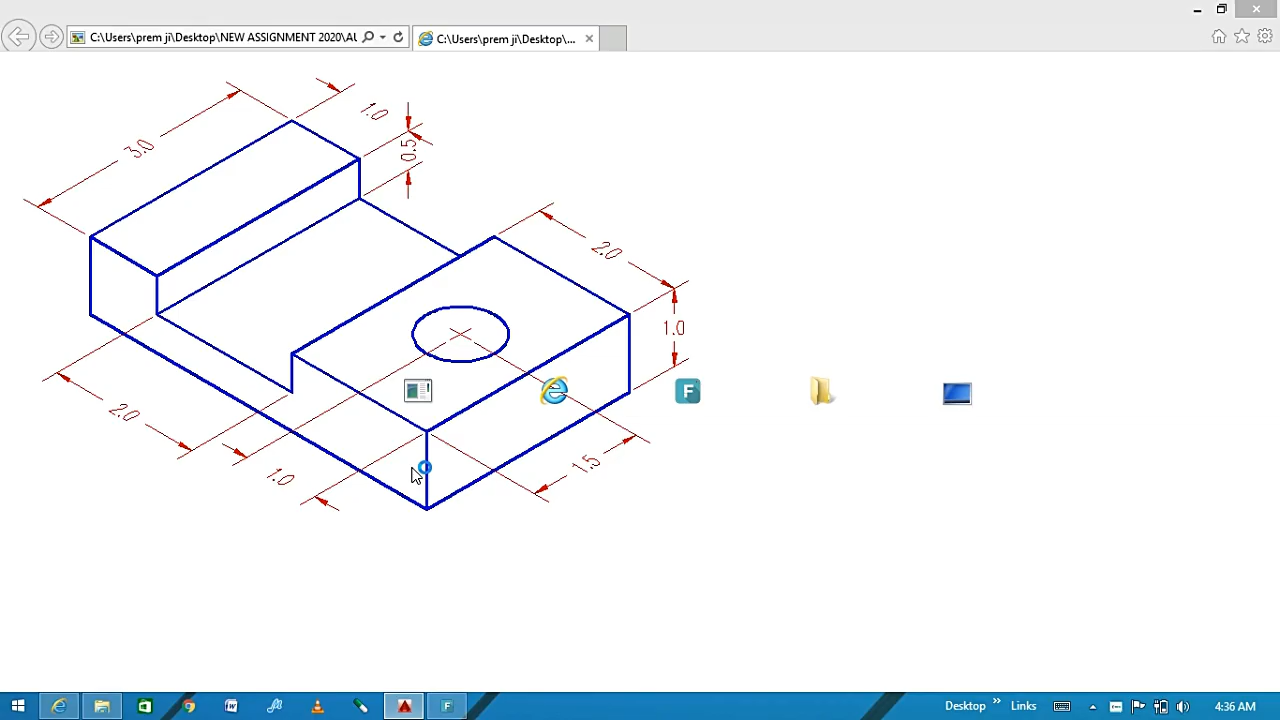 C:\Users\prem ji\Desktop\NEW ASSIGNMENT 2020\AU
C:\Users\prem ji\Desktop\...
1.0
3.0
0.5
2.0
1.0
2.0
1.0
1.5
F
Desktop
Links
4:36 AM